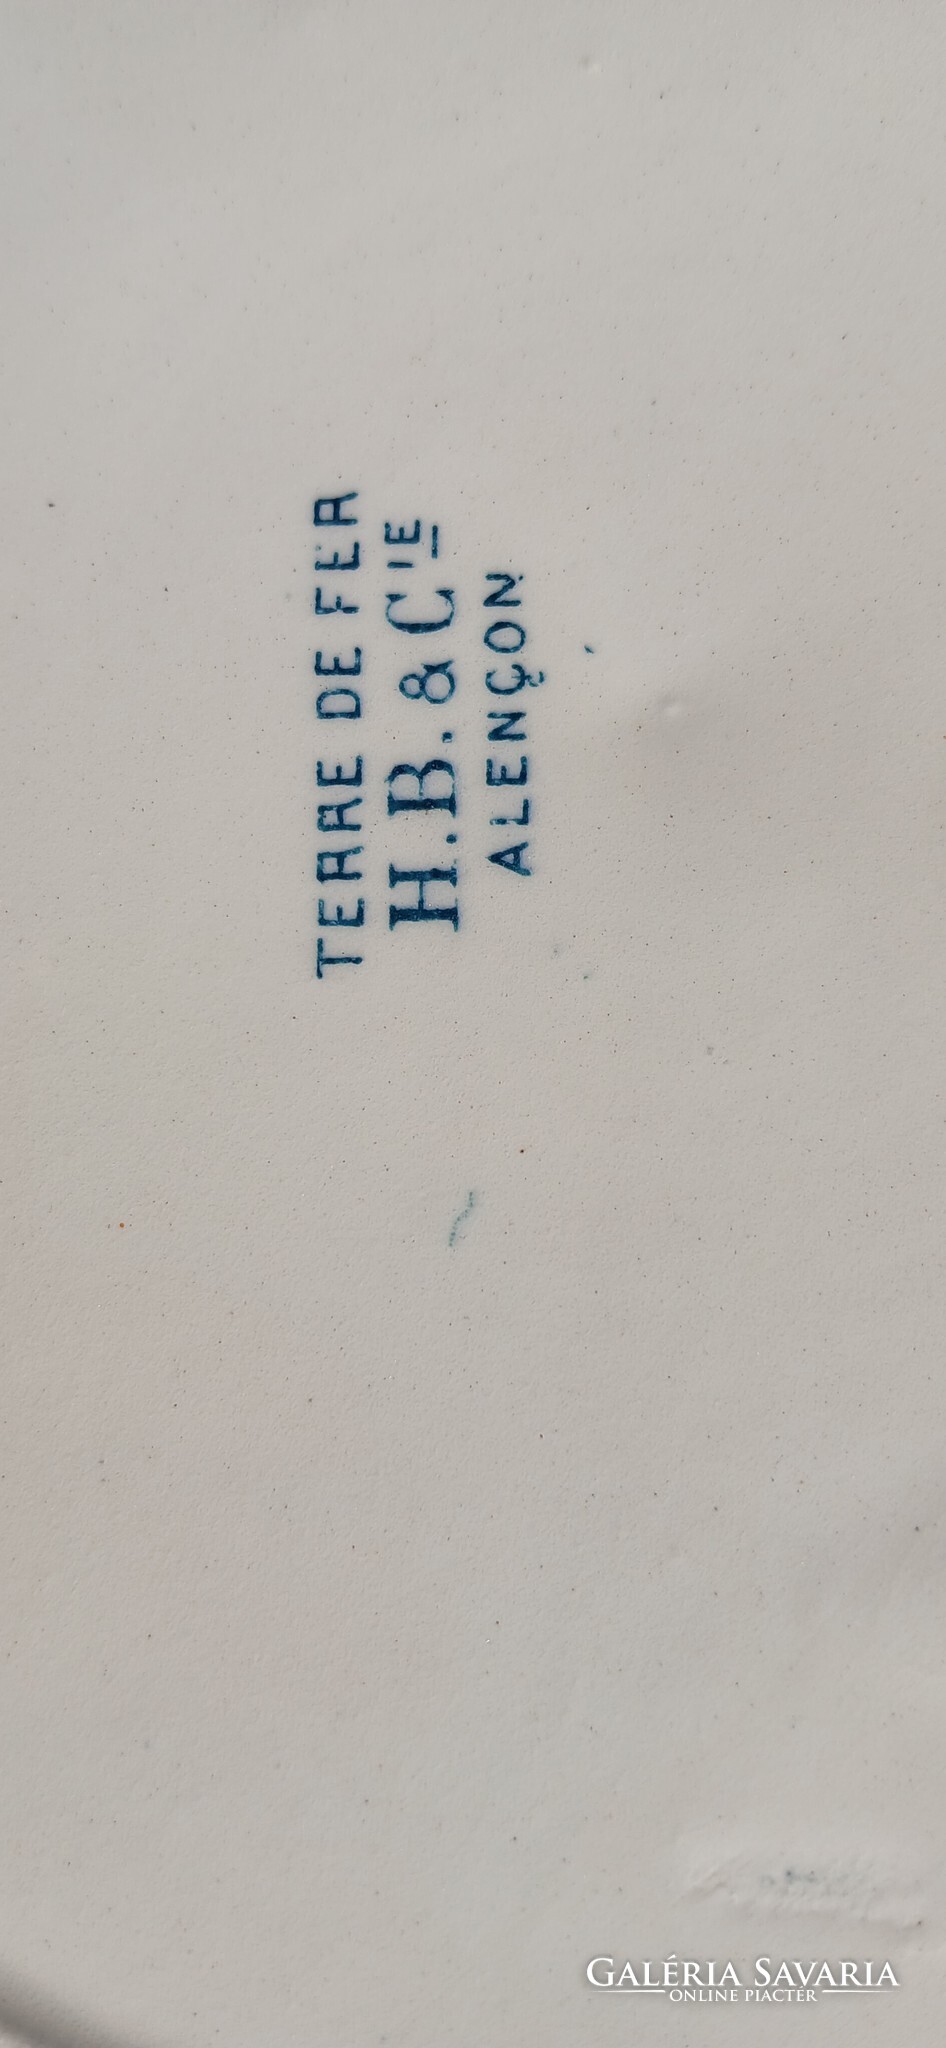 TERRE DE FER
H.B. & CIE
ALENÇON
GALÉRIA SAVARIA
ONLINE PIACTÉR